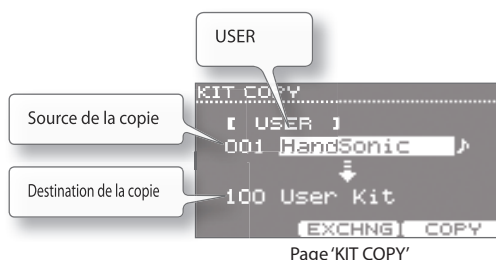 USER
KIT COPY
Source de la copie
[ USER ]
001 HandSonic ♪
Destination de la copie
100 User Kit
[EXCHNG] COPY
Page ‘KIT COPY’